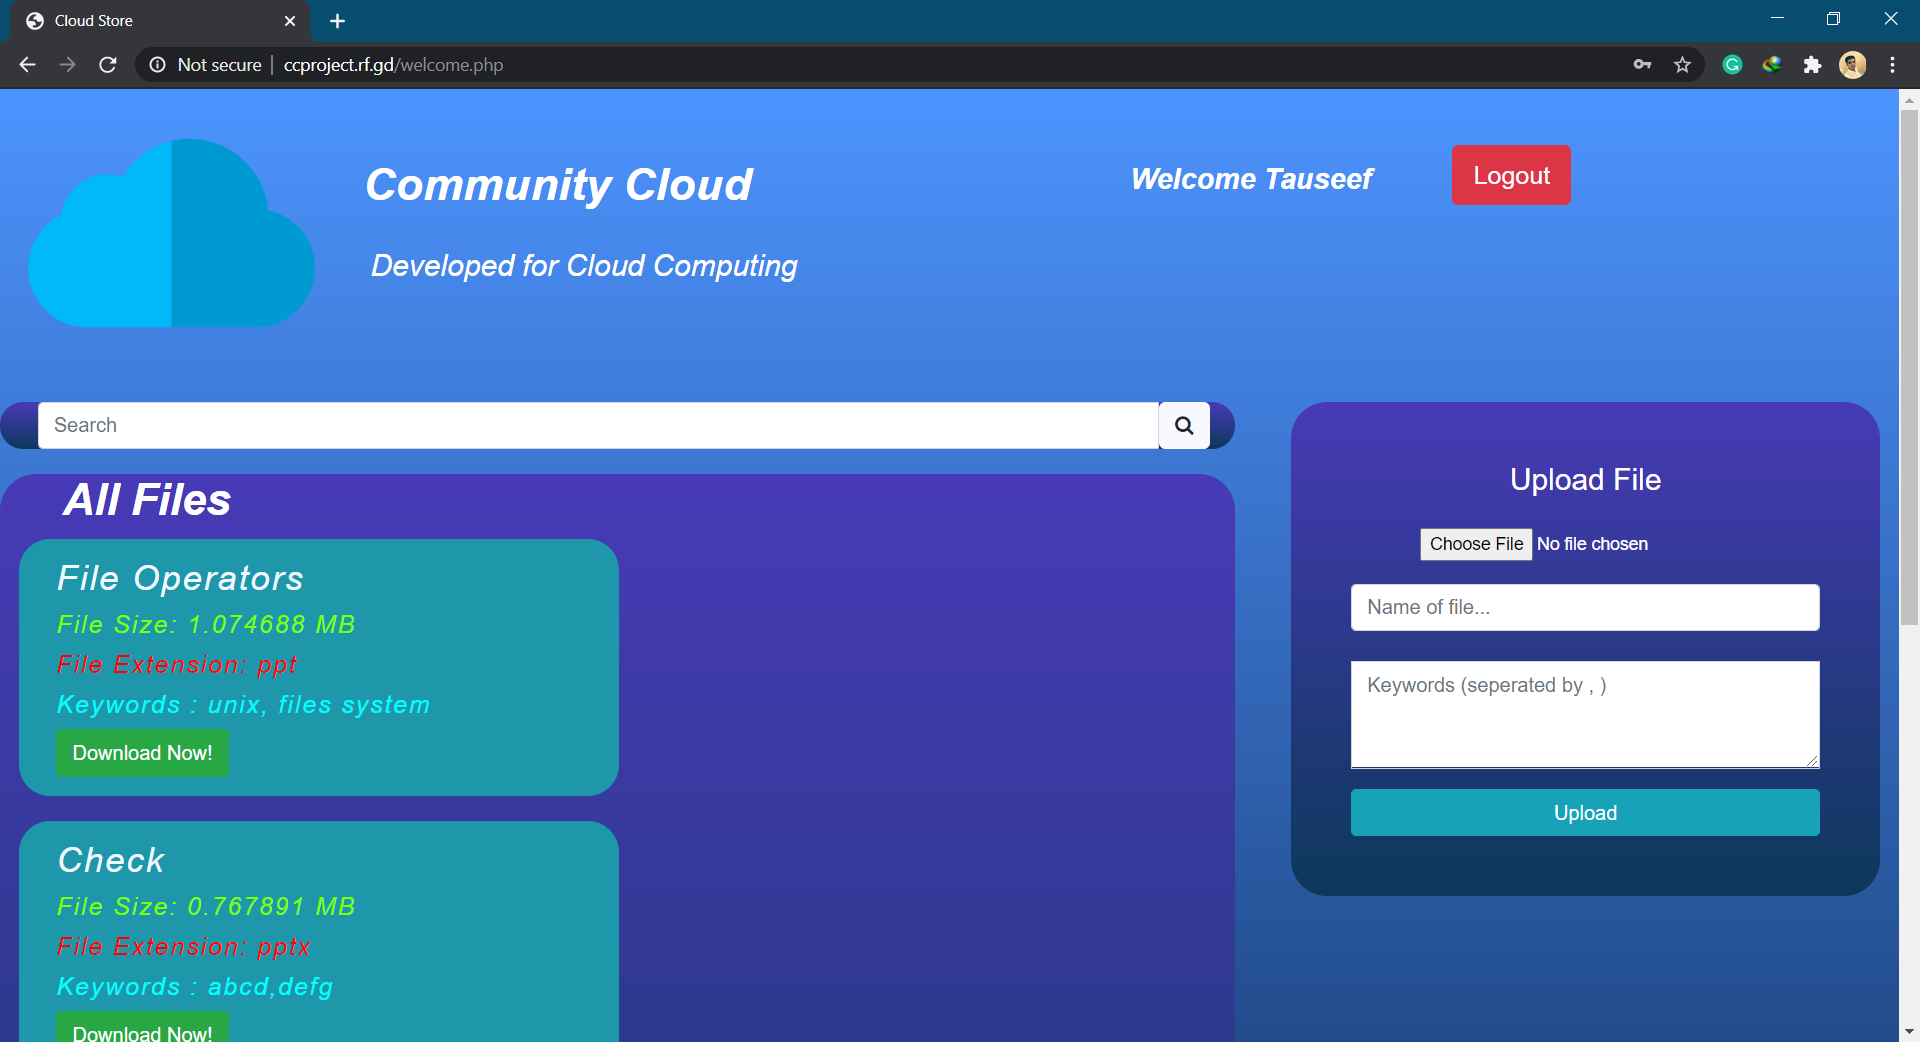 Cloud Store
Not secure | ccproject.rf.gd/welcome.php
Community Cloud
Welcome Tauseef
Logout
Developed for Cloud Computing
Search
All Files
File Operators
File Size: 1.074688 MB
File Extension: ppt
Keywords : unix, files system
Download Now!
Check
File Size: 0.767891 MB
File Extension: pptx
Keywords : abcd,defg
Download Now!
Upload File
Choose File No file chosen
Name of file...
Keywords (seperated by , )
Upload